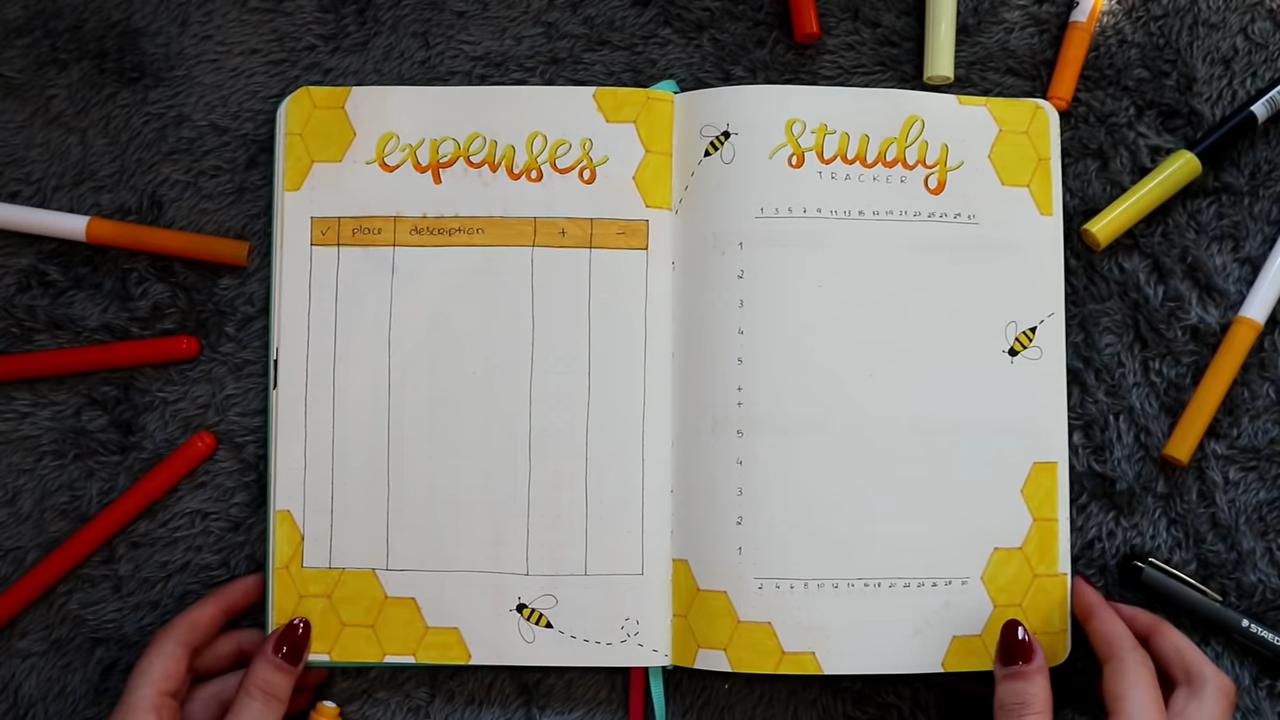 expenses
✓ place description + -
study
TRACKER
1 3 5 7 9 11 13 15 17 19 21 23 25 27 29 31
1
2
3
4
5
+
+
5
4
3
2
1
2 4 6 8 10 12 14 16 18 20 22 24 26 28 30
STAED